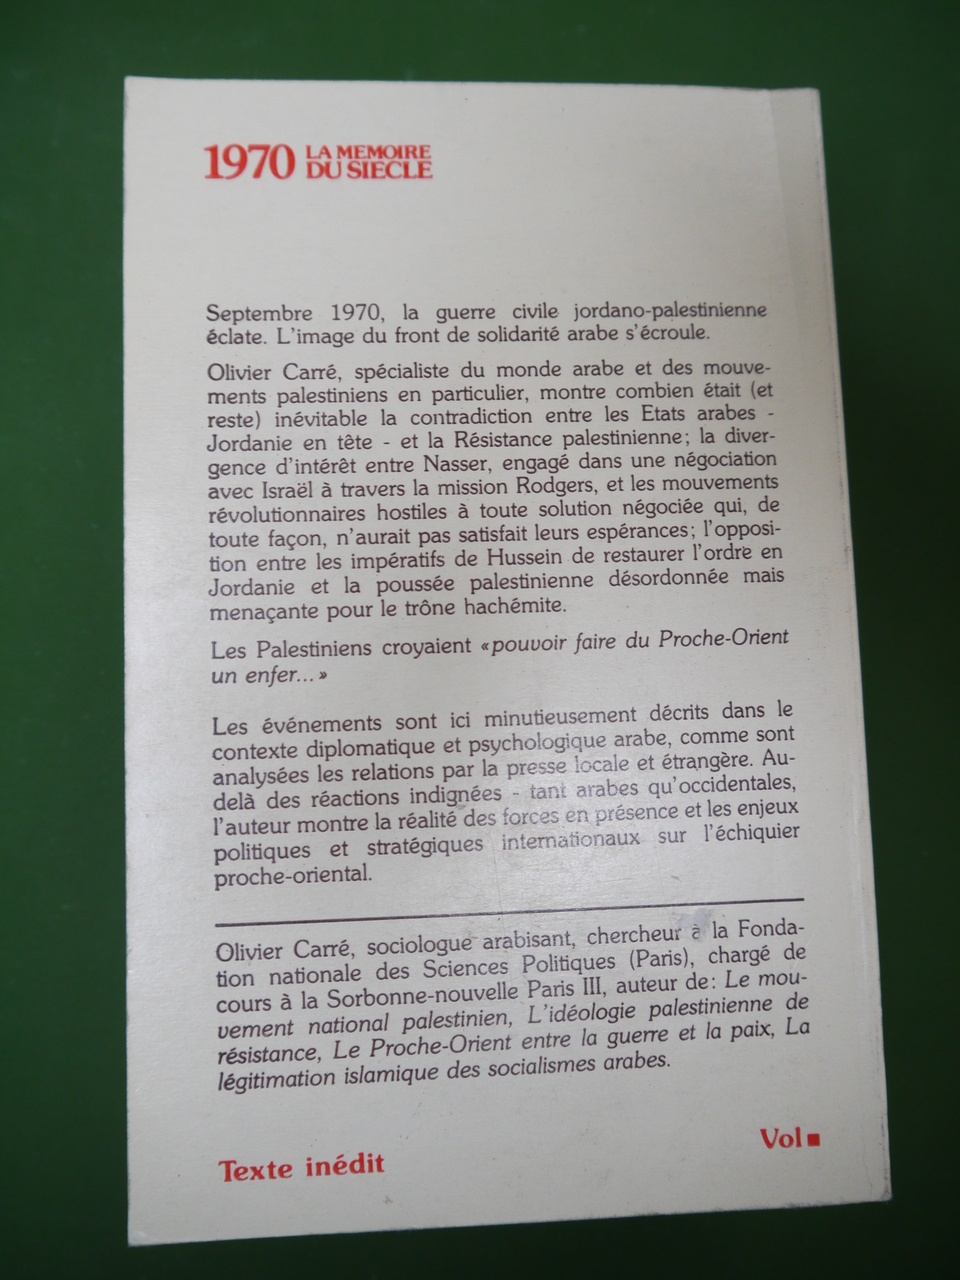 1970 LA MEMOIRE
DU SIECLE
Septembre 1970, la guerre civile jordano-palestinienne
éclate. L'image du front de solidarité arabe s'écroule.
Olivier Carré, spécialiste du monde arabe et des mouve-
ments palestiniens en particulier, montre combien était (et
reste) inévitable la contradiction entre les Etats arabes -
Jordanie en tête - et la Résistance palestinienne; la diver-
gence d'intérêt entre Nasser, engagé dans une négociation
avec Israël à travers la mission Rodgers, et les mouvements
révolutionnaires hostiles à toute solution négociée qui, de
toute façon, n'aurait pas satisfait leurs espérances; l'opposi-
tion entre les impératifs de Hussein de restaurer l'ordre en
Jordanie et la poussée palestinienne désordonnée mais
menaçante pour le trône hachémite.
Les Palestiniens croyaient «pouvoir faire du Proche-Orient
un enfer...»
Les événements sont ici minutieusement décrits dans le
contexte diplomatique et psychologique arabe, comme sont
analysées les relations par la presse locale et étrangère. Au-
delà des réactions indignées - tant arabes qu'occidentales,
l'auteur montre la réalité des forces en présence et les enjeux
politiques et stratégiques internationaux sur l'échiquier
proche-oriental.
Olivier Carré, sociologue arabisant, chercheur à la Fonda-
tion nationale des Sciences Politiques (Paris), chargé de
cours à la Sorbonne-nouvelle Paris III, auteur de: Le mou-
vement national palestinien, L'idéologie palestinienne de
résistance, Le Proche-Orient entre la guerre et la paix, La
légitimation islamique des socialismes arabes.
Vol■
Texte inédit